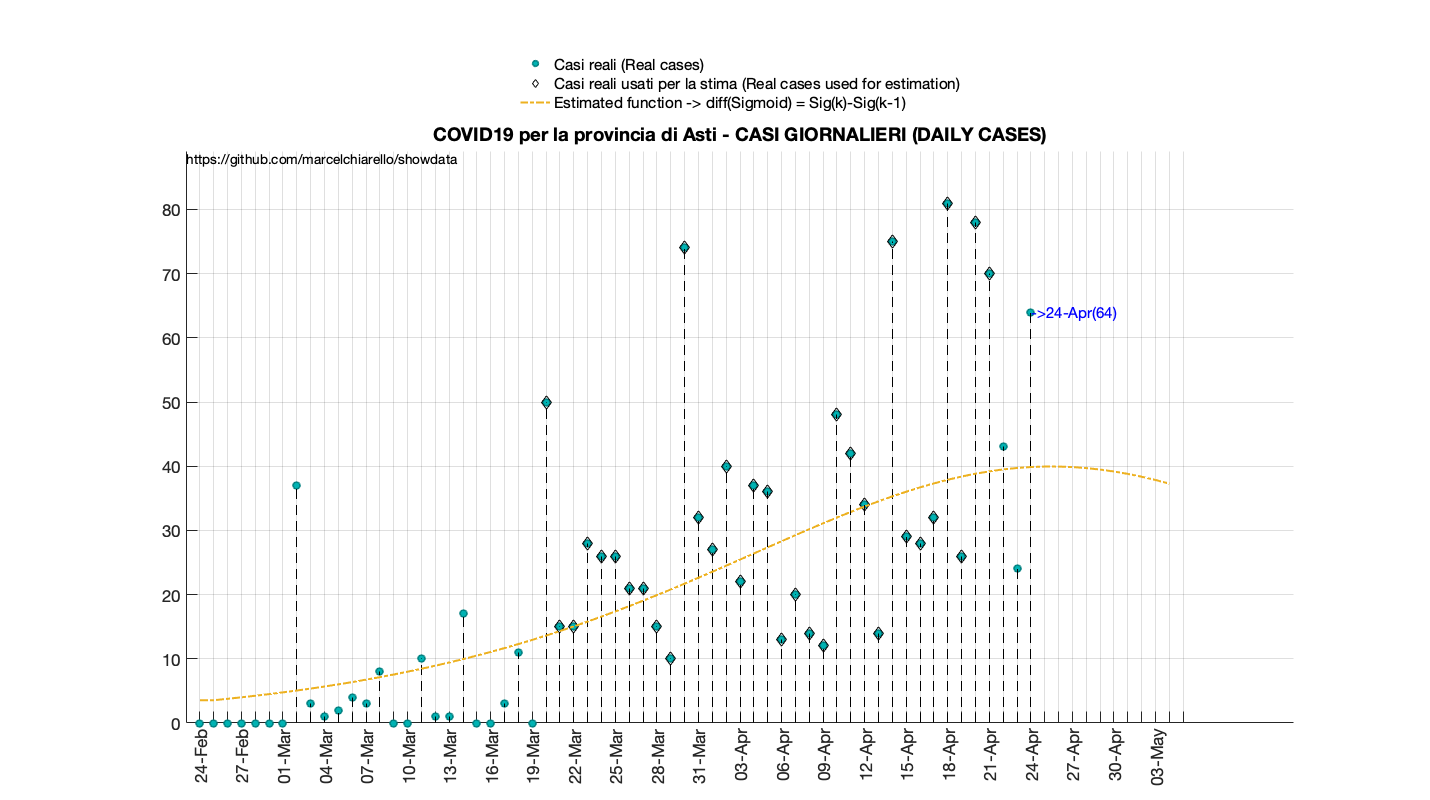 Casi reali (Real cases)
Casi reali usati per la stima (Real cases used for estimation)
Estimated function -> diff(Sigmoid) = Sig(k)-Sig(k-1)
COVID19 per la provincia di Asti - CASI GIORNALIERI (DAILY CASES)
https://github.com/marcelchiarello/showdata
80
70
60
50
40
30
20
10
0
->24-Apr(64)
24-Feb
27-Feb
01-Mar
04-Mar
07-Mar
10-Mar
13-Mar
16-Mar
19-Mar
22-Mar
25-Mar
28-Mar
31-Mar
03-Apr
06-Apr
09-Apr
12-Apr
15-Apr
18-Apr
21-Apr
24-Apr
27-Apr
30-Apr
03-May